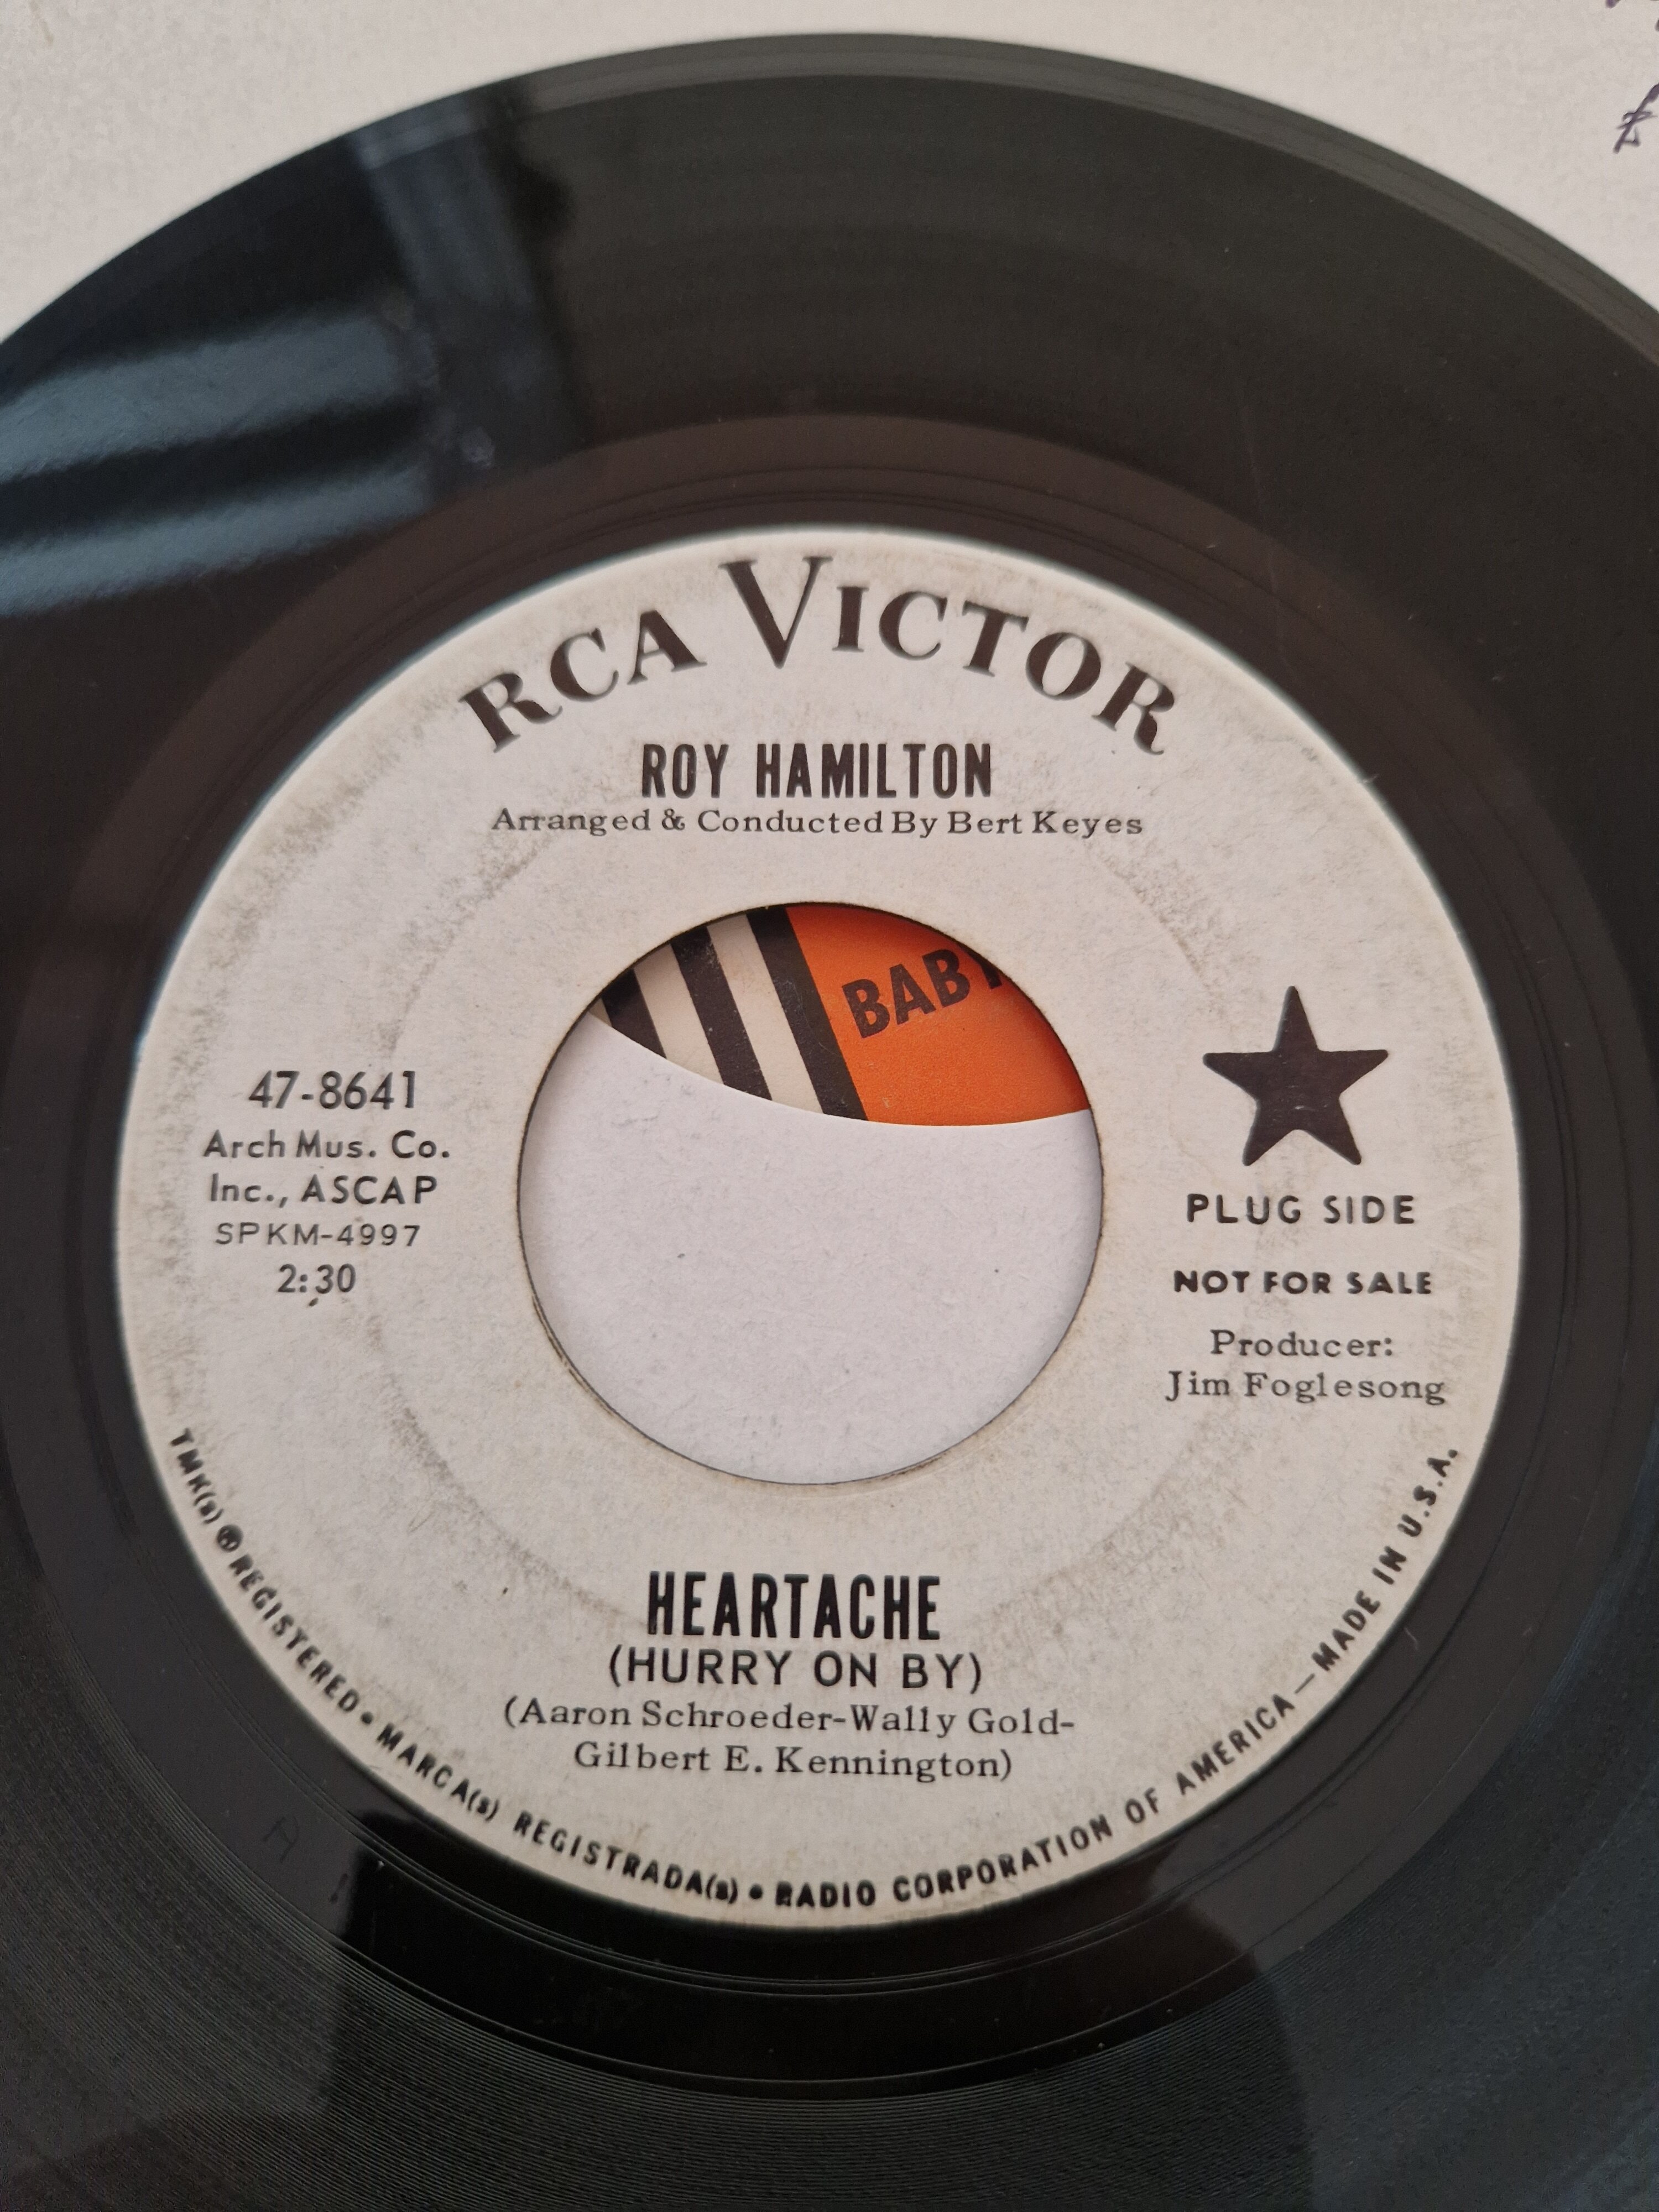 RCA VICTOR
ROY HAMILTON
Arranged & Conducted By Bert Keyes
BABY
47-8641
Arch Mus. Co.
Inc., ASCAP
SPKM-4997
2:30
PLUG SIDE
NOT FOR SALE
Producer:
Jim Foglesong
HEARTACHE
(HURRY ON BY)
(Aaron Schroeder-Wally Gold-
Gilbert E. Kennington)
TMK(s) ® REGISTERED • MARCA(s) REGISTRADA(s) • RADIO CORPORATION OF AMERICA—MADE IN U.S.A.